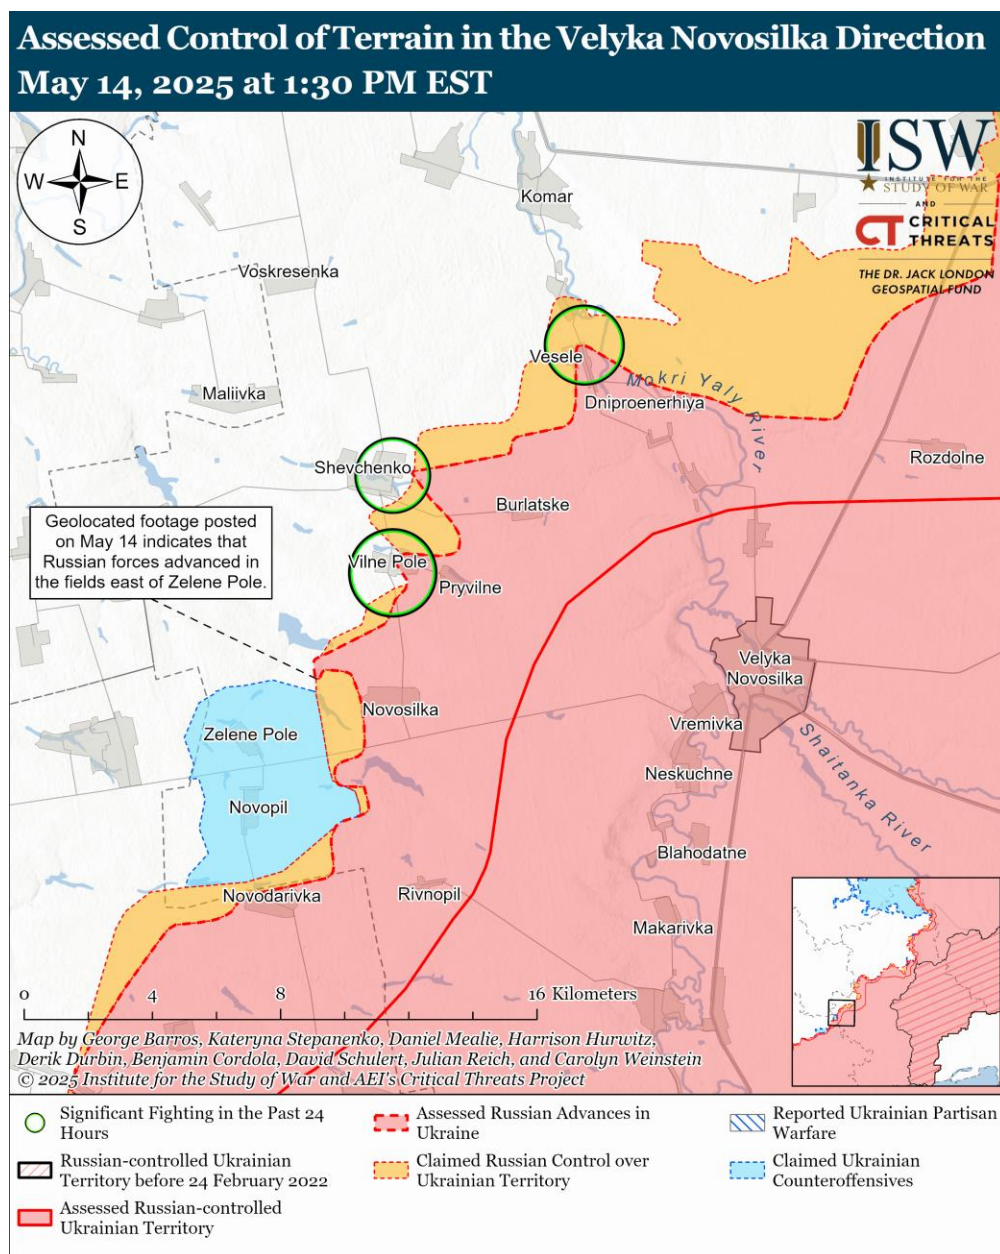 Assessed Control of Terrain in the Velyka Novosilka Direction
May 14, 2025 at 1:30 PM EST
N
W E
S
ISW
INSTITUTE FOR THE
STUDY OF WAR
AND
CT CRITICAL
THREATS
THE DR. JACK LONDON
GEOSPATIAL FUND
Komar
Voskresenka
Vesele
Mokri Yaly River
Maliivka
Dniproenerhiya
Shevchenko
Rozdolne
Burlatske
Geolocated footage posted
on May 14 indicates that
Russian forces advanced in
the fields east of Zelene Pole.
Vilne Pole
Pryvilne
Velyka
Novosilka
Novosilka
Vremivka
Zelene Pole
Shaitanka River
Neskuchne
Novopil
Blahodatne
Novodarivka
Rivnopil
Makarivka
0 4 8 16 Kilometers
Map by George Barros, Kateryna Stepanenko, Daniel Mealie, Harrison Hurwitz,
Derik Durbin, Benjamin Cordola, David Schulert, Julian Reich, and Carolyn Weinstein
© 2025 Institute for the Study of War and AEI's Critical Threats Project
Significant Fighting in the Past 24
Hours
Russian-controlled Ukrainian
Territory before 24 February 2022
Assessed Russian-controlled
Ukrainian Territory
Assessed Russian Advances in
Ukraine
Claimed Russian Control over
Ukrainian Territory
Reported Ukrainian Partisan
Warfare
Claimed Ukrainian
Counteroffensives